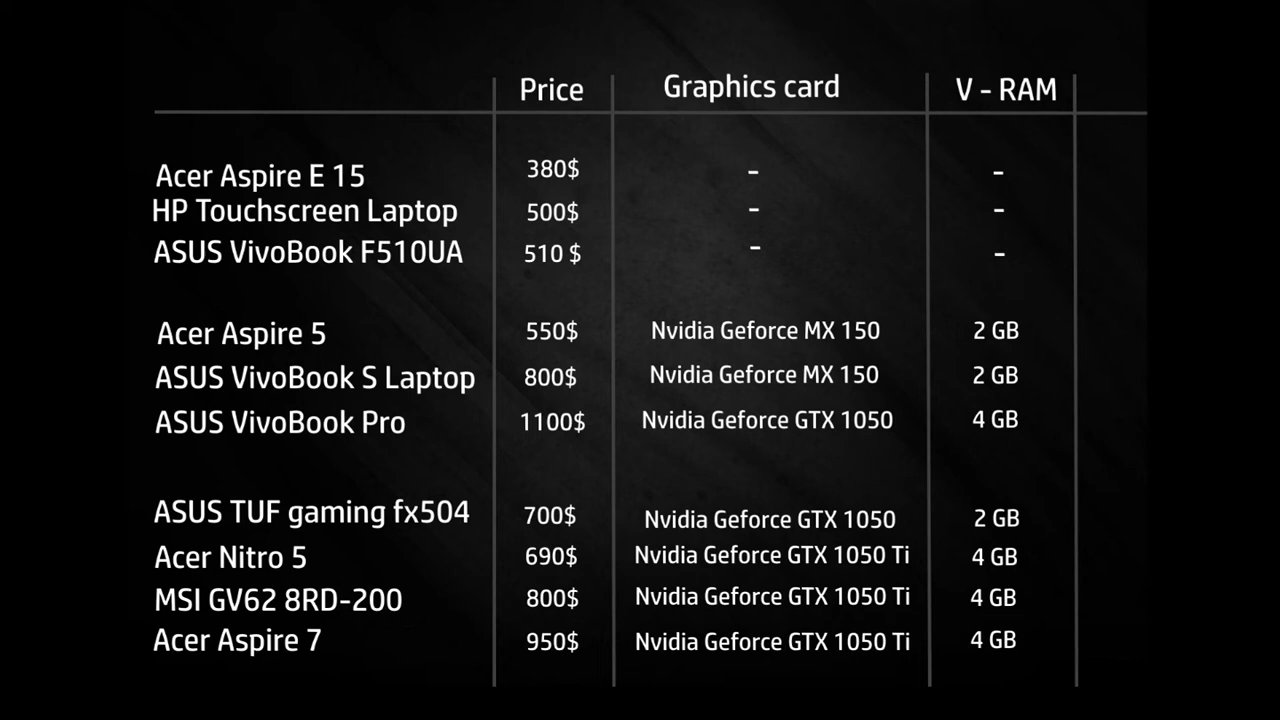 Price Graphics card V - RAM
Acer Aspire E 15 380$ - -
HP Touchscreen Laptop 500$ - -
ASUS VivoBook F510UA 510 $ - -
Acer Aspire 5 550$ Nvidia Geforce MX 150 2 GB
ASUS VivoBook S Laptop 800$ Nvidia Geforce MX 150 2 GB
ASUS VivoBook Pro 1100$ Nvidia Geforce GTX 1050 4 GB
ASUS TUF gaming fx504 700$ Nvidia Geforce GTX 1050 2 GB
Acer Nitro 5 690$ Nvidia Geforce GTX 1050 Ti 4 GB
MSI GV62 8RD-200 800$ Nvidia Geforce GTX 1050 Ti 4 GB
Acer Aspire 7 950$ Nvidia Geforce GTX 1050 Ti 4 GB